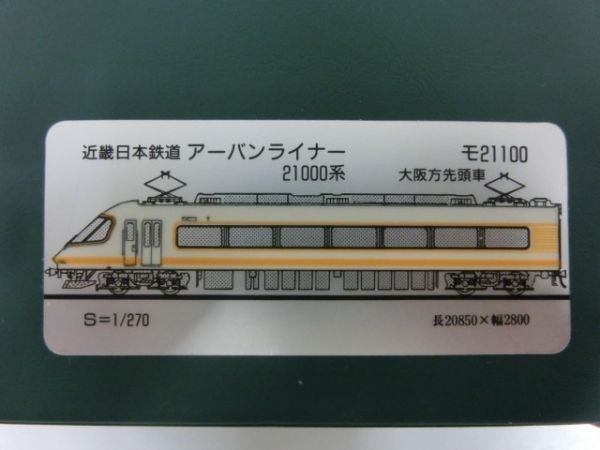 近畿日本鉄道 アーバンライナー モ21100
21000系 大阪方先頭車
S=1/270 長20850×幅2800